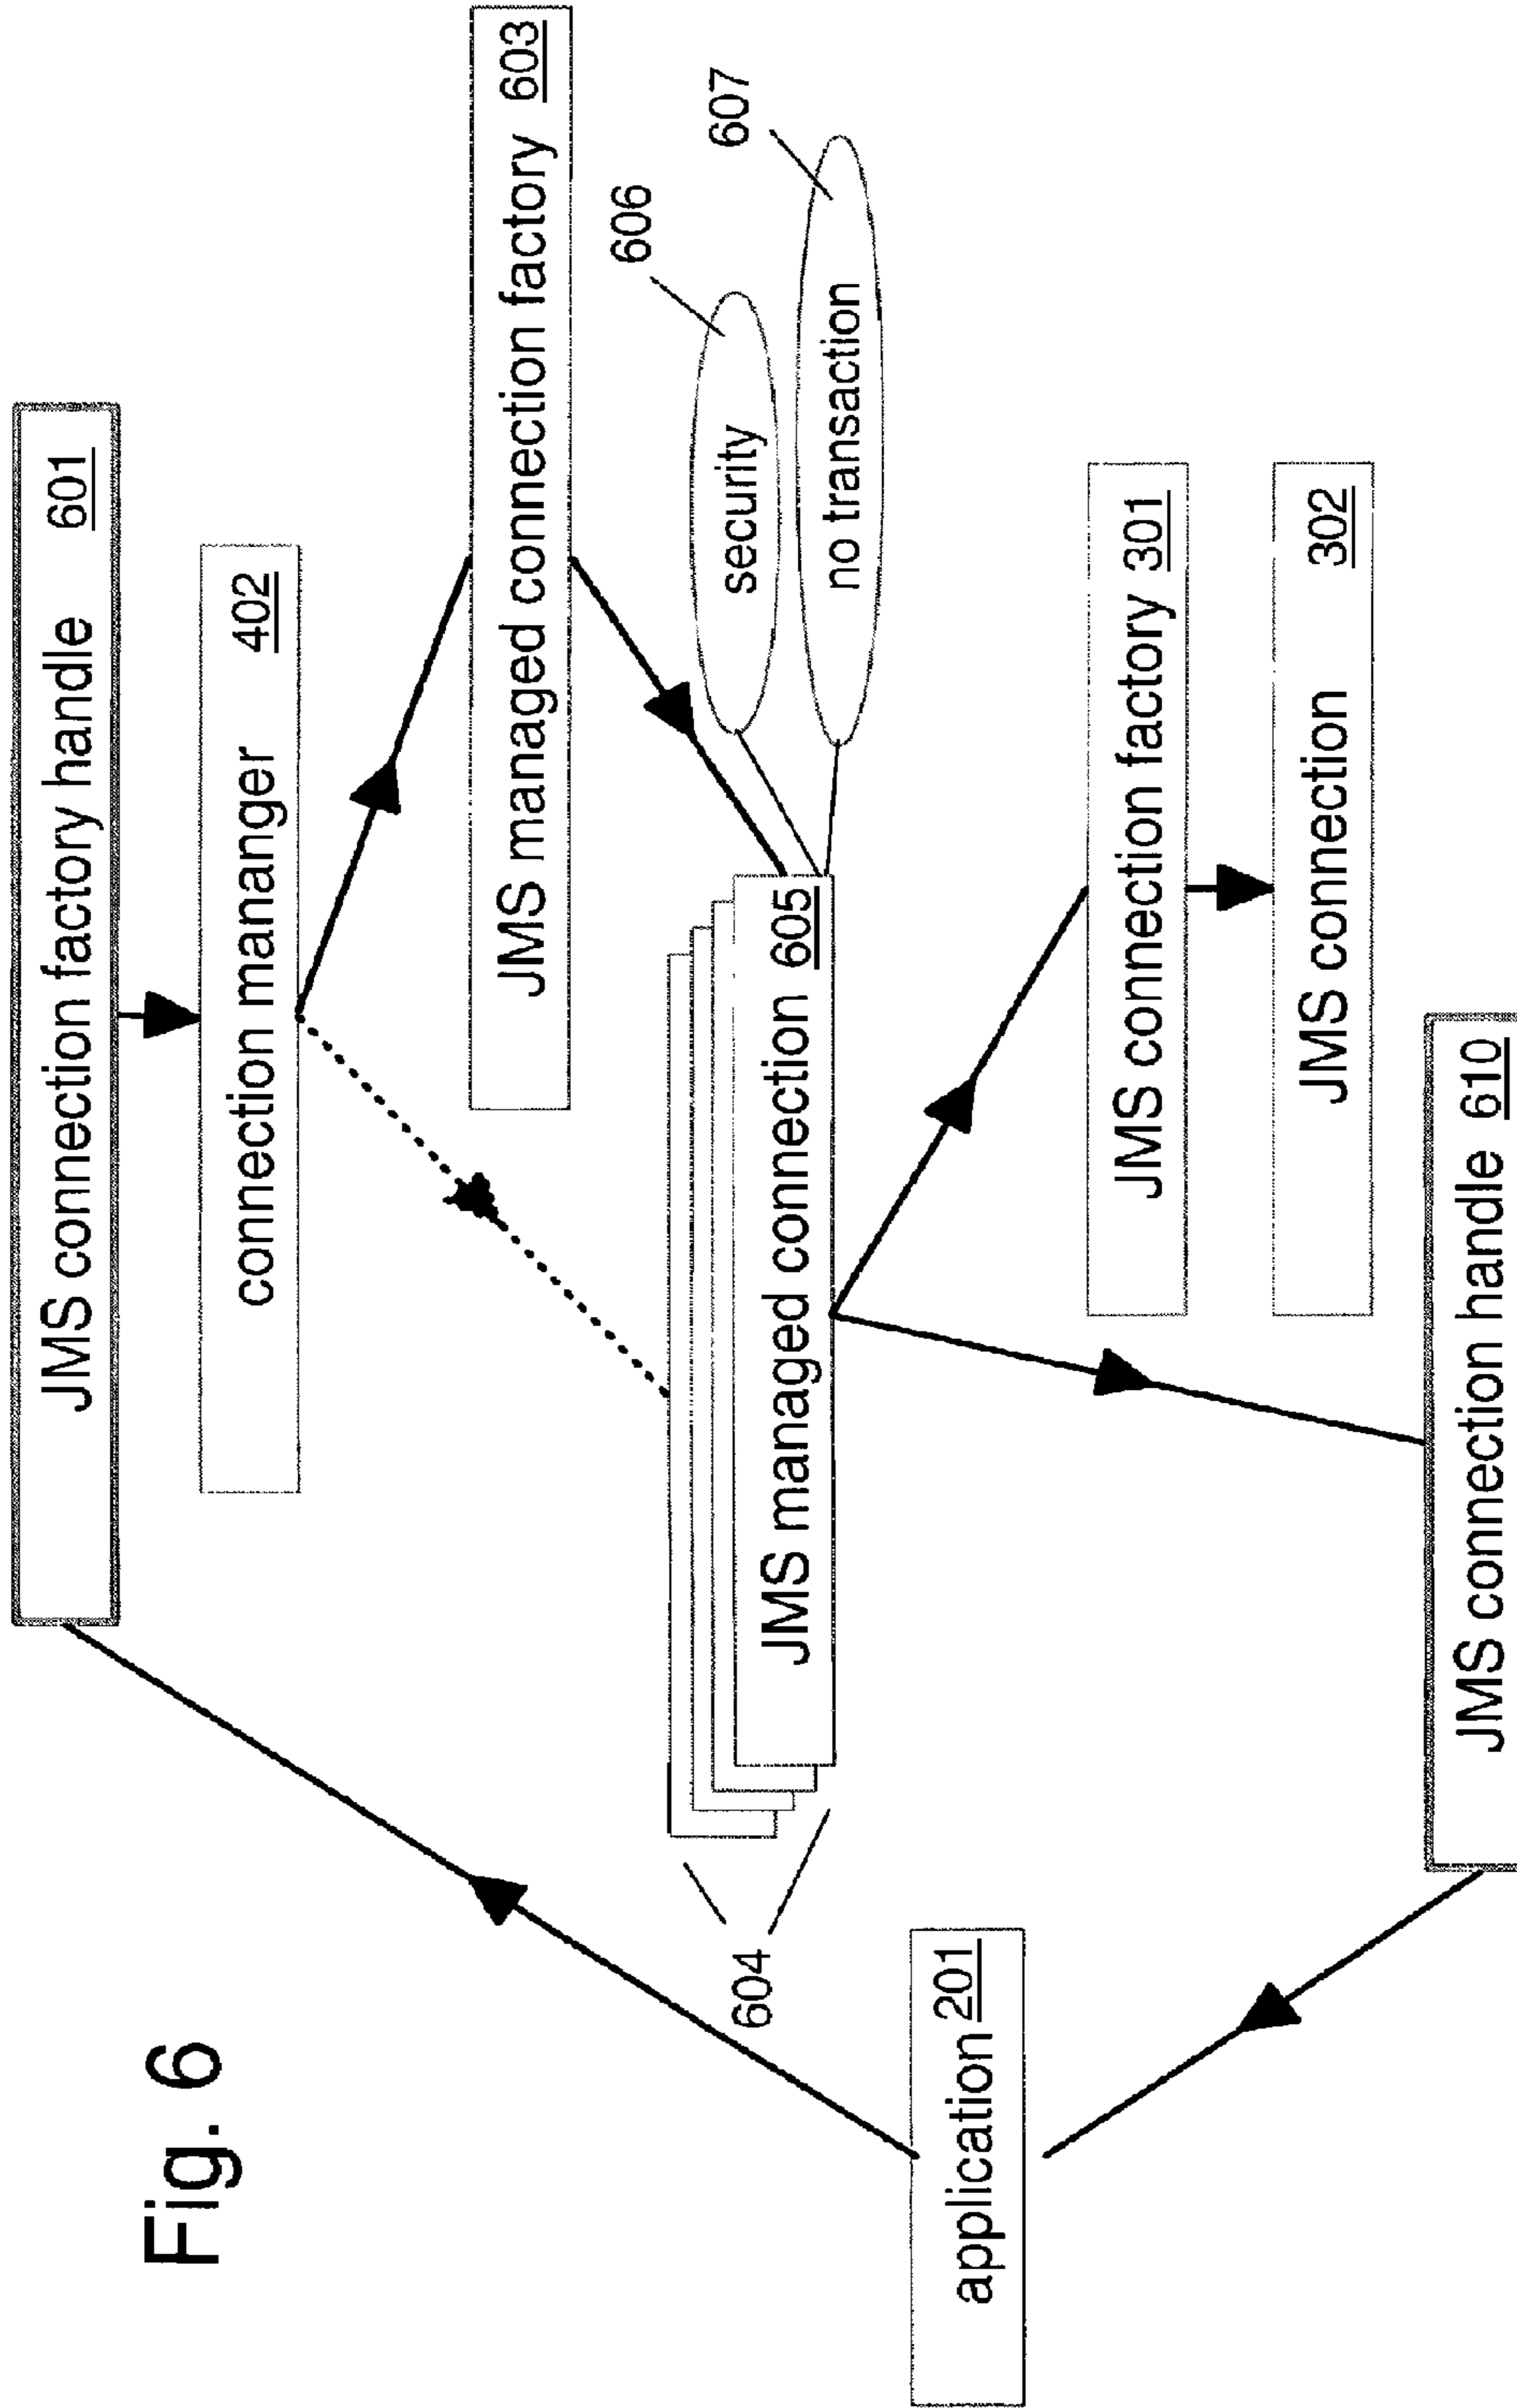 Fig. 6
JMS connection factory handle 601
connection mananger 402
JMS managed connection factory 603
606
607
security
no transaction
604
JMS managed connection 605
application 201
JMS connection factory 301
JMS connection 302
JMS connection handle 610